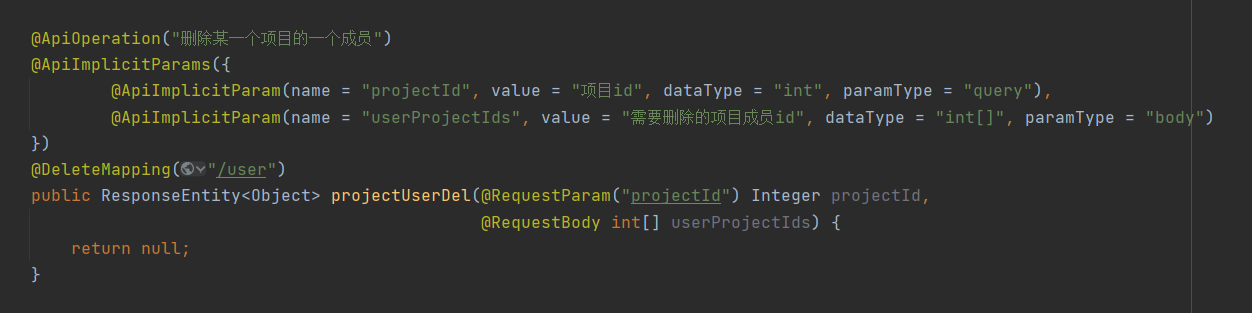 @ApiOperation("删除某一个项目的一个成员")
@ApiImplicitParams({
@ApiImplicitParam(name = "projectId", value = "项目id", dataType = "int", paramType = "query"),
@ApiImplicitParam(name = "userProjectIds", value = "需要删除的项目成员id", dataType = "int[]", paramType = "body")
})
@DeleteMapping("/user")
public ResponseEntity<Object> projectUserDel(@RequestParam("projectId") Integer projectId,
@RequestBody int[] userProjectIds) {
return null;
}